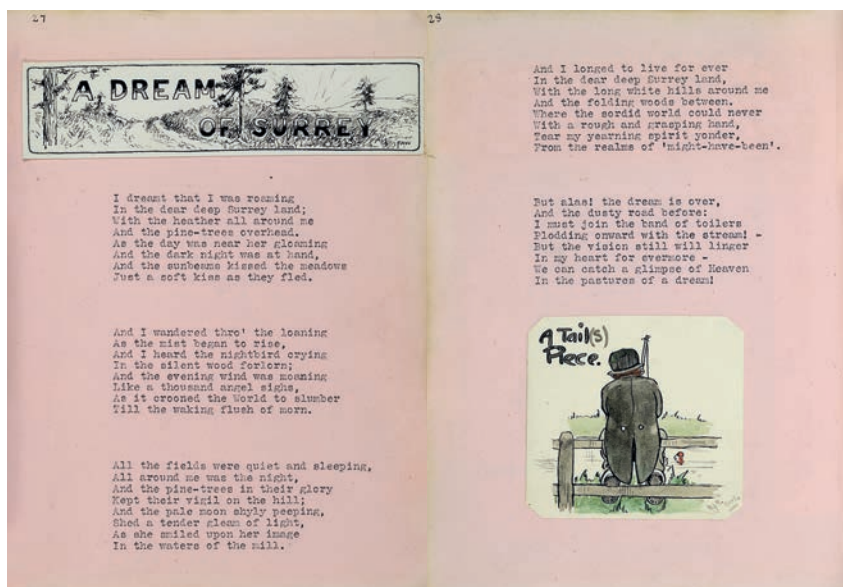 27
A DREAM
OF SURREY
I dreamt that I was roaming
In the dear deep Surrey land;
With the heather all around me
And the pine-trees overhead.
As the day was near her gloaming
And the dark night was at hand,
And the sunbeams kissed the meadows
Just a soft kiss as they fled.
And I wandered thro' the loaning
As the mist began to rise,
And I heard the nightbird crying
In the silent wood forlorn;
And the evening wind was moaning
Like a thousand angel sighs,
As it crooned the World to slumber
Till the waking flush of morn.
All the fields were quiet and sleeping,
All around me was the night,
And the pine-trees in their glory
Kept their vigil on the hill;
And the pale moon shyly peeping,
Shed a tender gleam of light,
As she smiled upon her image
In the waters of the mill.
28
And I longed to live for ever
In the dear deep Surrey land,
With the long white hills around me
And the folding woods between.
Where the sordid world could never
With a rough and grasping hand,
Tear my yearning spirit yonder,
From the realms of 'might-have-been'.
But alas! the dream is over,
And the dusty road before:
I must join the band of toilers
Plodding onward with the stream! -
But the vision still will linger
In my heart for evermore -
We can catch a glimpse of Heaven
In the pastures of a dream!
A Tail(s)
Piece.